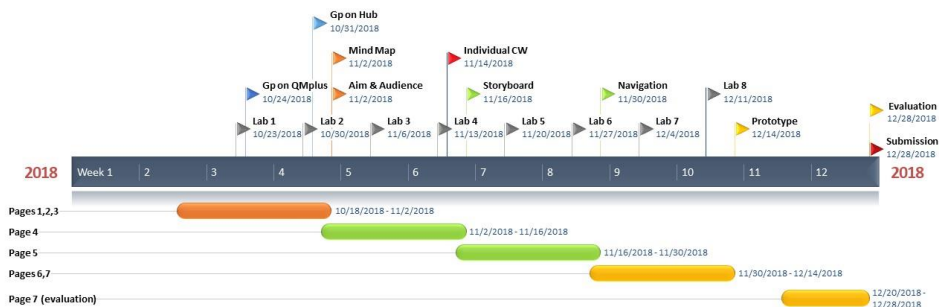 Gp on Hub
10/31/2018
Mind Map
11/2/2018
Individual CW
11/14/2018
Gp on QMplus
10/24/2018
Aim & Audience
11/2/2018
Storyboard
11/16/2018
Navigation
11/30/2018
Lab 8
12/11/2018
Evaluation
12/28/2018
Lab 1
10/23/2018
Lab 2
10/30/2018
Lab 3
11/6/2018
Lab 4
11/13/2018
Lab 5
11/20/2018
Lab 6
11/27/2018
Lab 7
12/4/2018
Prototype
12/14/2018
Submission
12/28/2018
2018 Week 1 2 3 4 5 6 7 8 9 10 11 12 2018
Pages 1,2,3 10/18/2018 - 11/2/2018
Page 4 11/2/2018 - 11/16/2018
Page 5 11/16/2018 - 11/30/2018
Pages 6,7 11/30/2018 - 12/14/2018
Page 7 (evaluation) 12/20/2018 -
12/28/2018